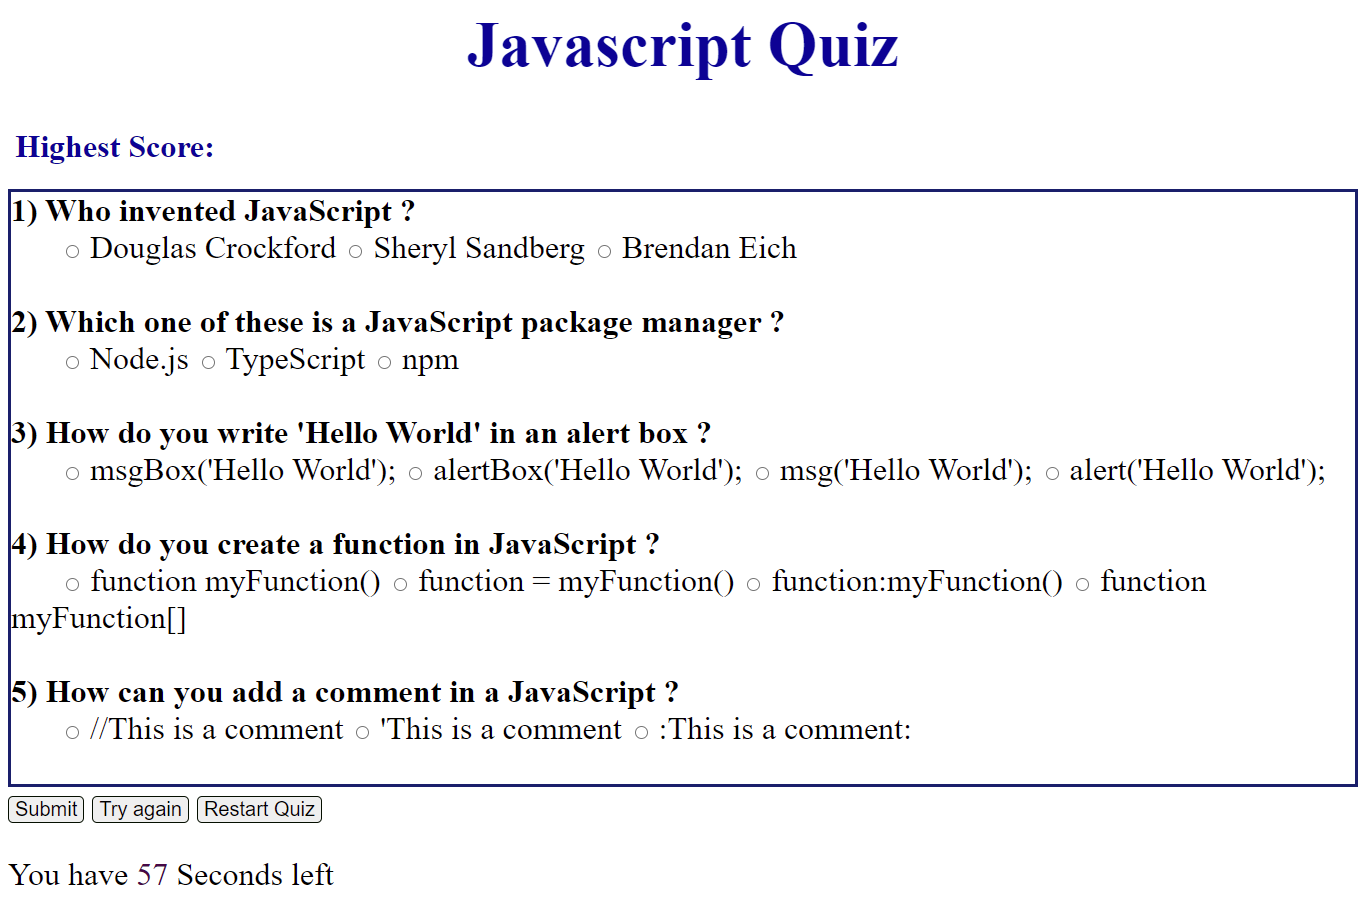 Javascript Quiz
Highest Score:
1) Who invented JavaScript ?
Douglas Crockford Sheryl Sandberg Brendan Eich
2) Which one of these is a JavaScript package manager ?
Node.js TypeScript npm
3) How do you write 'Hello World' in an alert box ?
msgBox('Hello World'); alertBox('Hello World'); msg('Hello World'); alert('Hello World');
4) How do you create a function in JavaScript ?
function myFunction() function = myFunction() function:myFunction() function
myFunction[]
5) How can you add a comment in a JavaScript ?
//This is a comment 'This is a comment :This is a comment:
Submit Try again Restart Quiz
You have 57 Seconds left